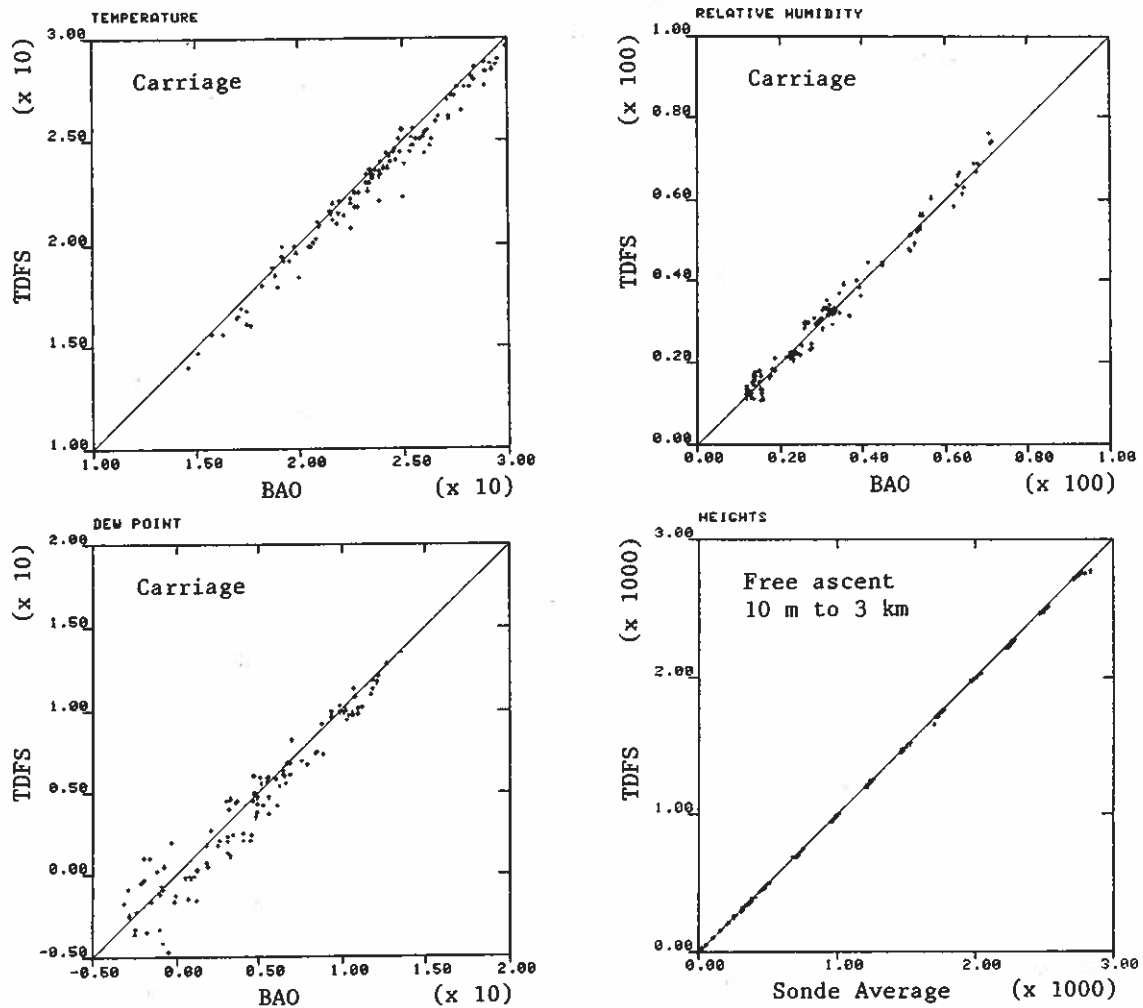 TEMPERATURE
3.00
(x 10)
Carriage
2.50
2.00
TDFS
1.50
1.00
1.00 1.50 2.00 2.50 3.00
BAO (x 10)
RELATIVE HUMIDITY
1.00
(x 100)
Carriage
0.80
0.60
TDFS
0.40
0.20
0.00
0.00 0.20 0.40 0.60 0.80 1.00
BAO (x 100)
DEW POINT
2.00
(x 10)
Carriage
1.50
1.00
TDFS
0.50
0.00
-0.50
-0.50 0.00 0.50 1.00 1.50 2.00
BAO (x 10)
HEIGHTS
3.00
(x 1000)
Free ascent
10 m to 3 km
2.00
TDFS
1.00
0.00
0.00 1.00 2.00 3.00
Sonde Average (x 1000)